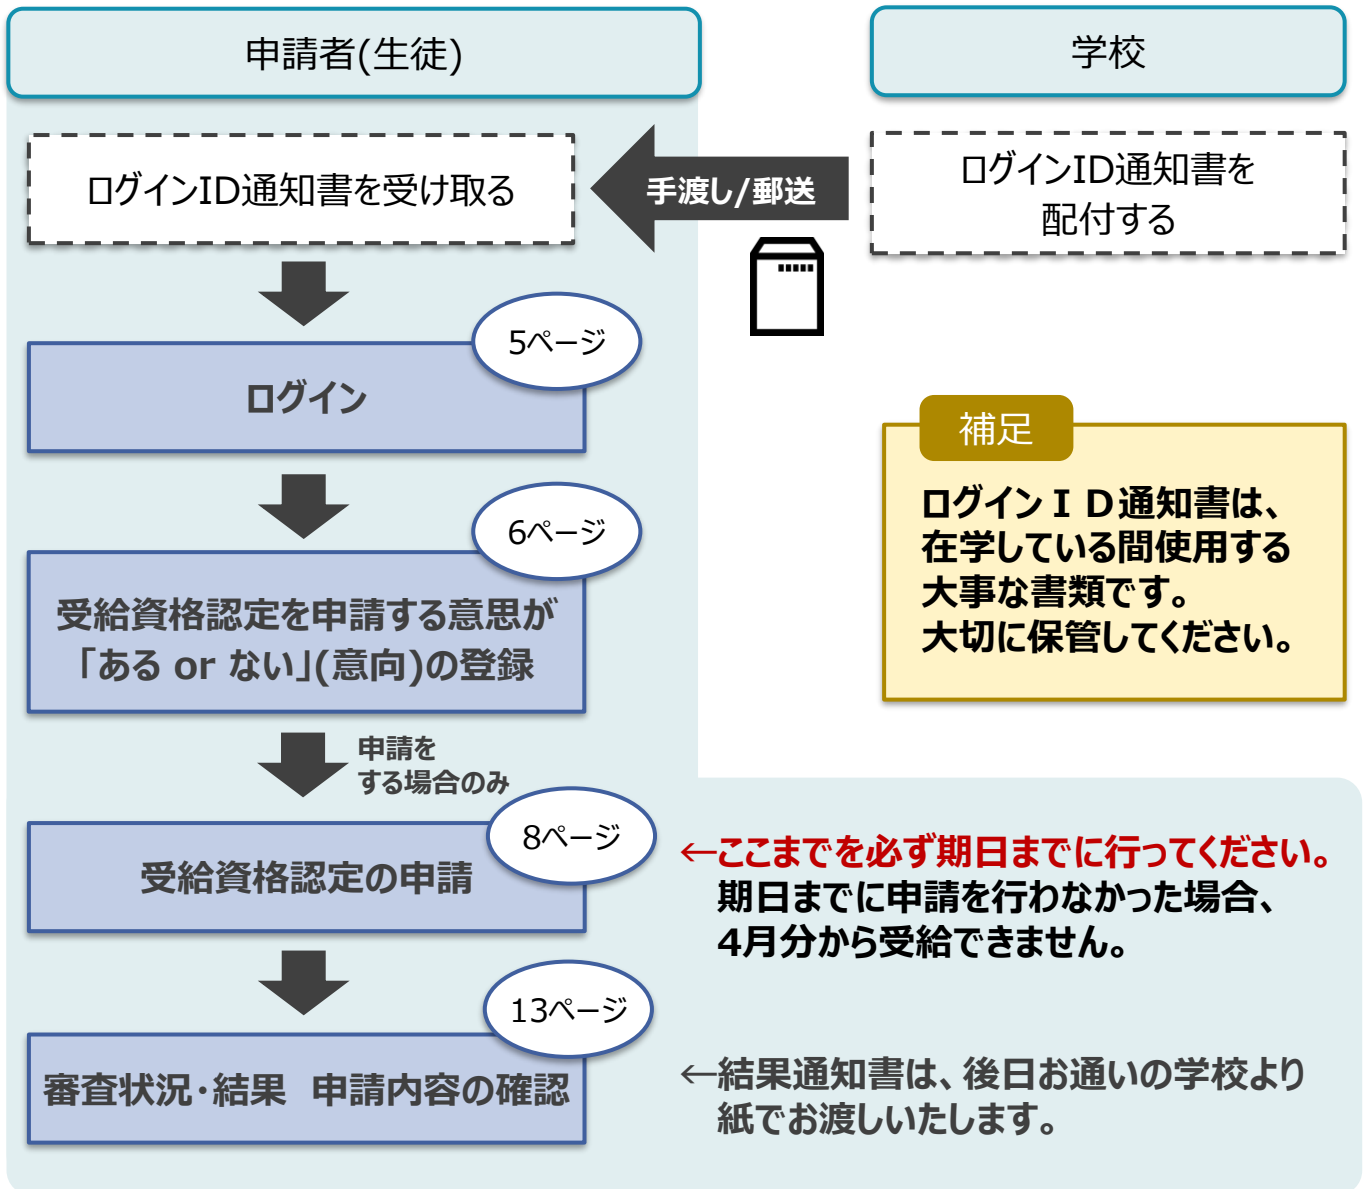 申請者(生徒)
学校
ログインID通知書を受け取る
手渡し/郵送
ログインID通知書を
配付する
5ページ
ログイン
補足
ログインＩＤ通知書は、
在学している間使用する
大事な書類です。
大切に保管してください。
6ページ
受給資格認定を申請する意思が
「ある or ない」(意向)の登録
申請を
する場合のみ
8ページ
受給資格認定の申請
←ここまでを必ず期日までに行ってください。
期日までに申請を行わなかった場合、
4月分から受給できません。
13ページ
審査状況・結果　申請内容の確認
←結果通知書は、後日お通いの学校より
紙でお渡しいたします。